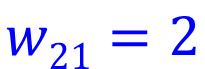 w₂₁ = 2